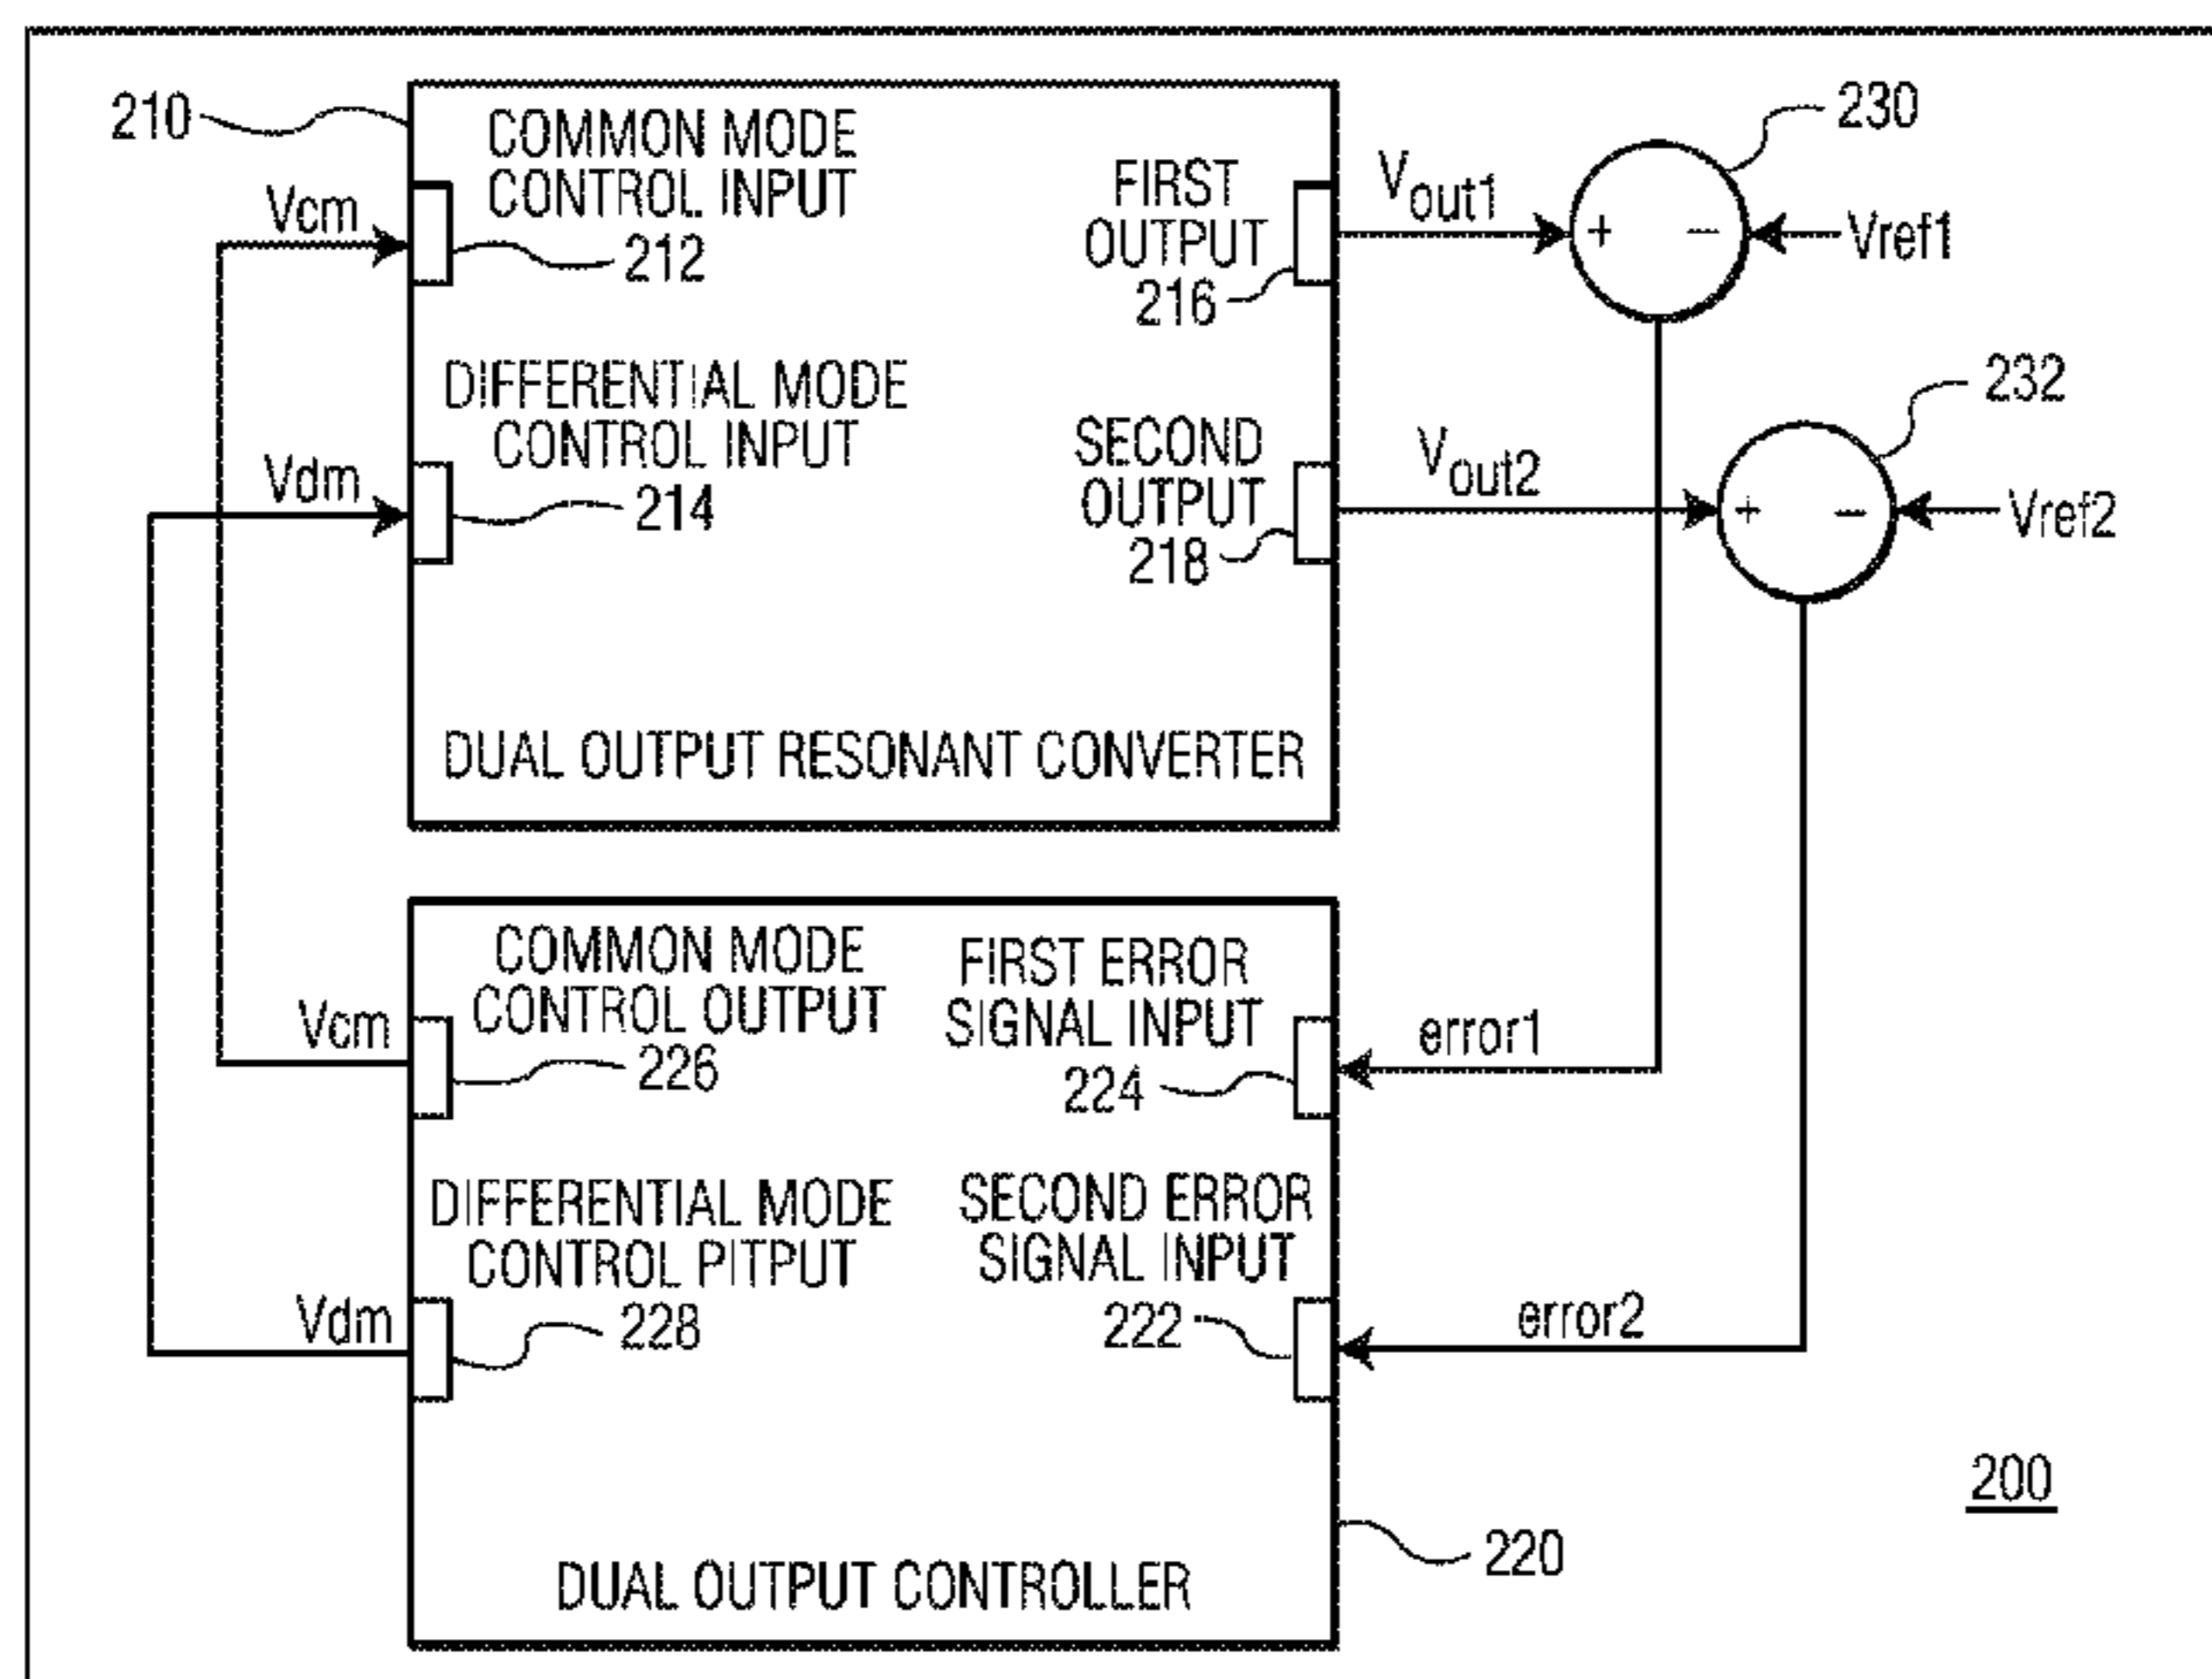 210
COMMON MODE
CONTROL INPUT
212
Vcm
FIRST
OUTPUT
216
Vout1
+
−
Vref1
230
DIFFERENTIAL MODE
CONTROL INPUT
214
Vdm
SECOND
OUTPUT
218
Vout2
+
−
Vref2
232
DUAL OUTPUT RESONANT CONVERTER
COMMON MODE
CONTROL OUTPUT
226
Vcm
FIRST ERROR
SIGNAL INPUT
224
error1
DIFFERENTIAL MODE
CONTROL PITPUT
228
Vdm
SECOND ERROR
SIGNAL INPUT
222
error2
DUAL OUTPUT CONTROLLER
220
200